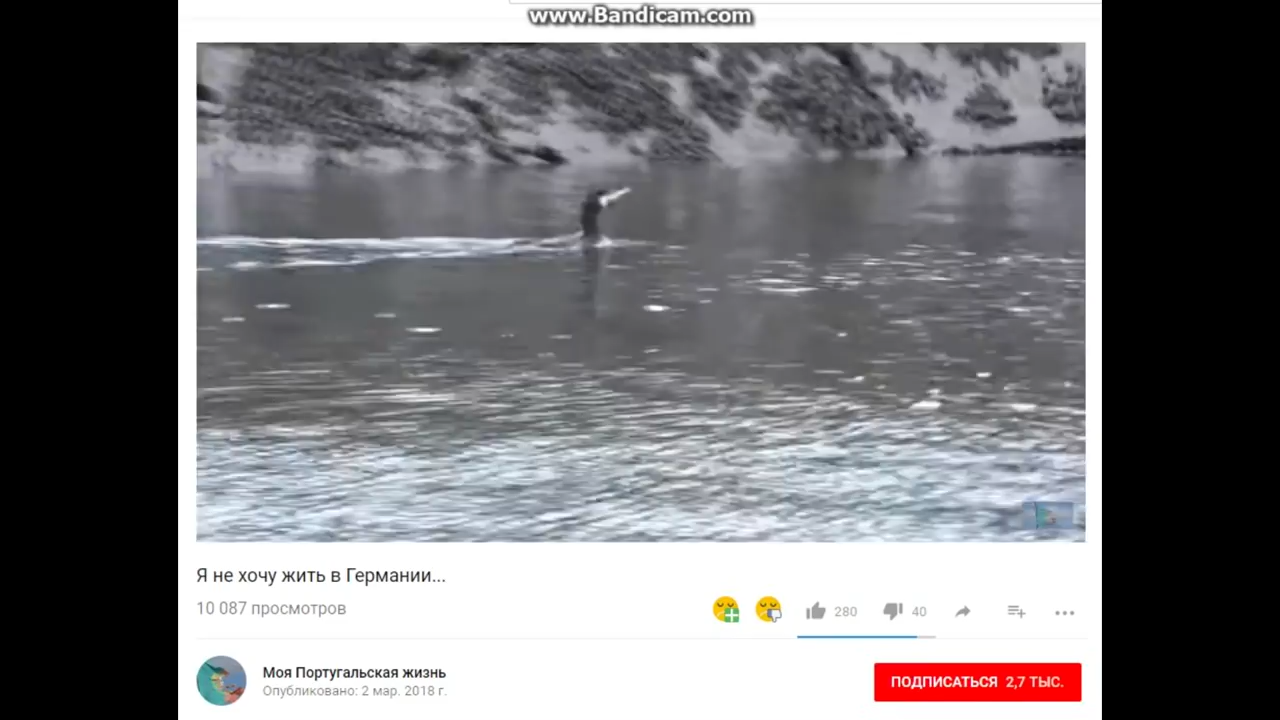 www.Bandicam.com
Я не хочу жить в Германии...
10 087 просмотров
280
40
Моя Португальская жизнь
Опубликовано: 2 мар. 2018 г.
ПОДПИСАТЬСЯ 2,7 ТЫС.